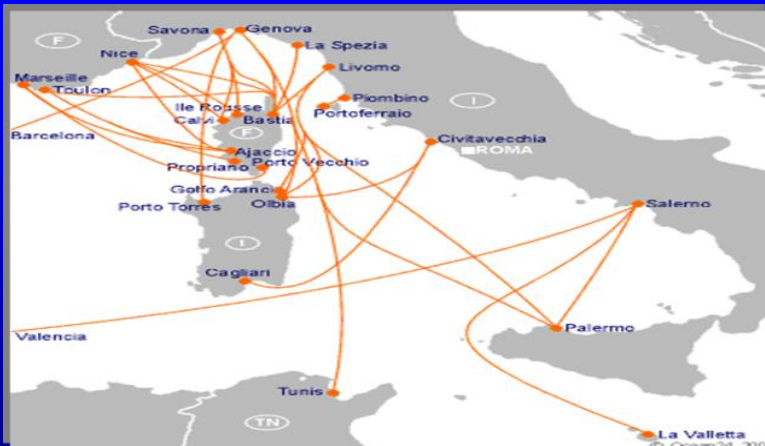 Savona
Genova
La Spezia
F
Nice
Livorno
Marseille
Toulon
Piombino
I
Ile Rousse
Portoferraio
Calvi
Bastia
Barcelona
F
Civitavecchia
ROMA
Ajaccio
Propriano
Porto Vecchio
Golfo Aranci
Olbia
Porto Torres
Salerno
I
Cagliari
Palermo
Valencia
Tunis
TN
La Valletta